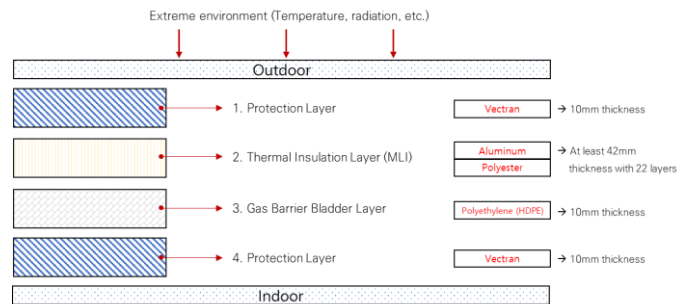 Extreme environment (Temperature, radiation, etc.)
Outdoor
1. Protection Layer
Vectran
→ 10mm thickness
2. Thermal Insulation Layer (MLI)
Aluminum
Polyester
→ At least 42mm
thickness with 22 layers
3. Gas Barrier Bladder Layer
Polyethylene (HDPE)
→ 10mm thickness
4. Protection Layer
Vectran
→ 10mm thickness
Indoor